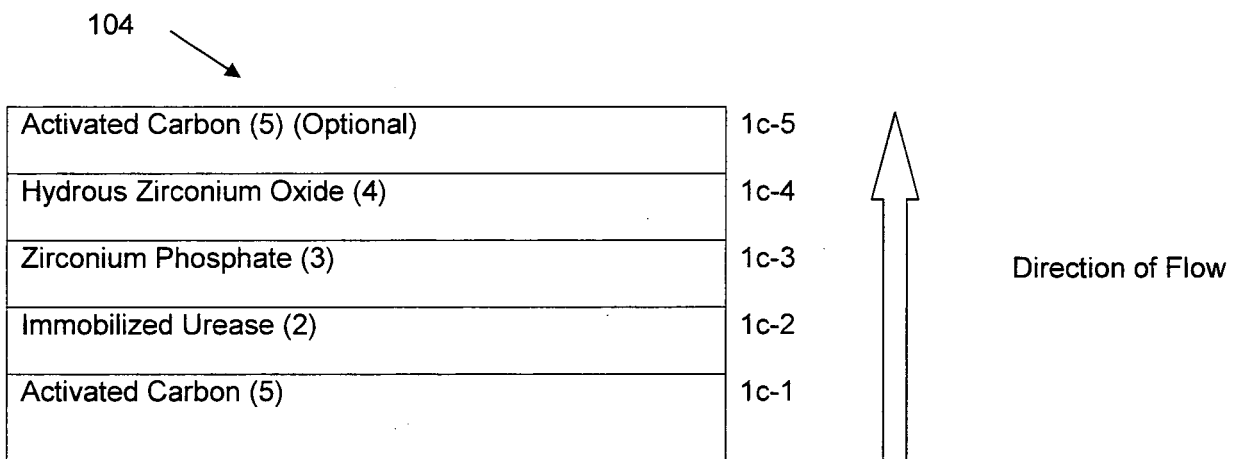 104
Activated Carbon (5) (Optional) 1c-5
Hydrous Zirconium Oxide (4) 1c-4
Zirconium Phosphate (3) 1c-3
Direction of Flow
Immobilized Urease (2) 1c-2
Activated Carbon (5) 1c-1